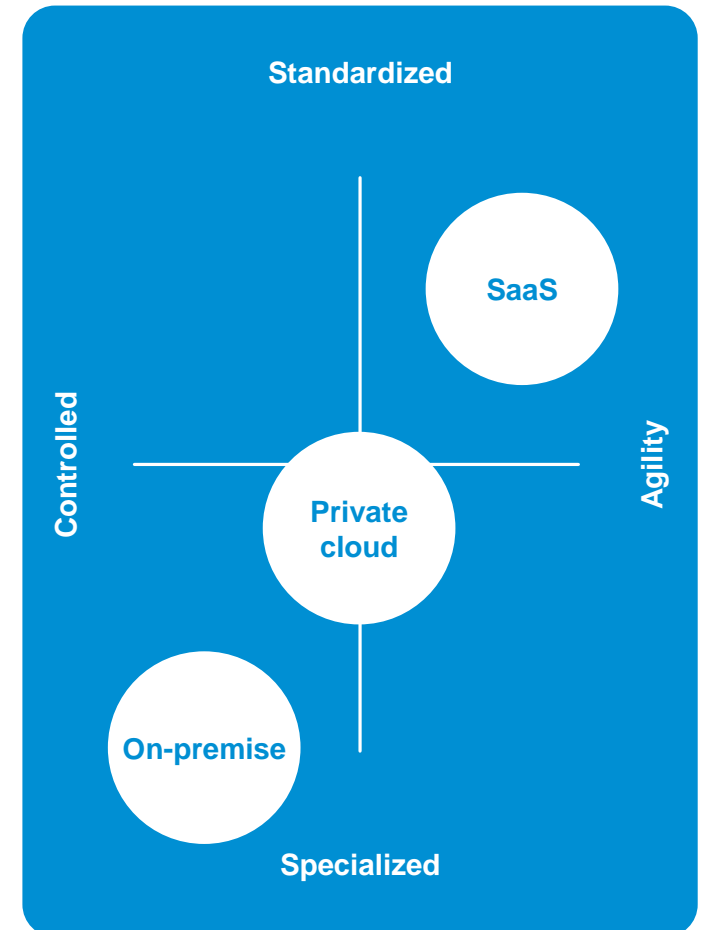 Standardized
SaaS
Controlled
Agility
Private
cloud
On-premise
Specialized